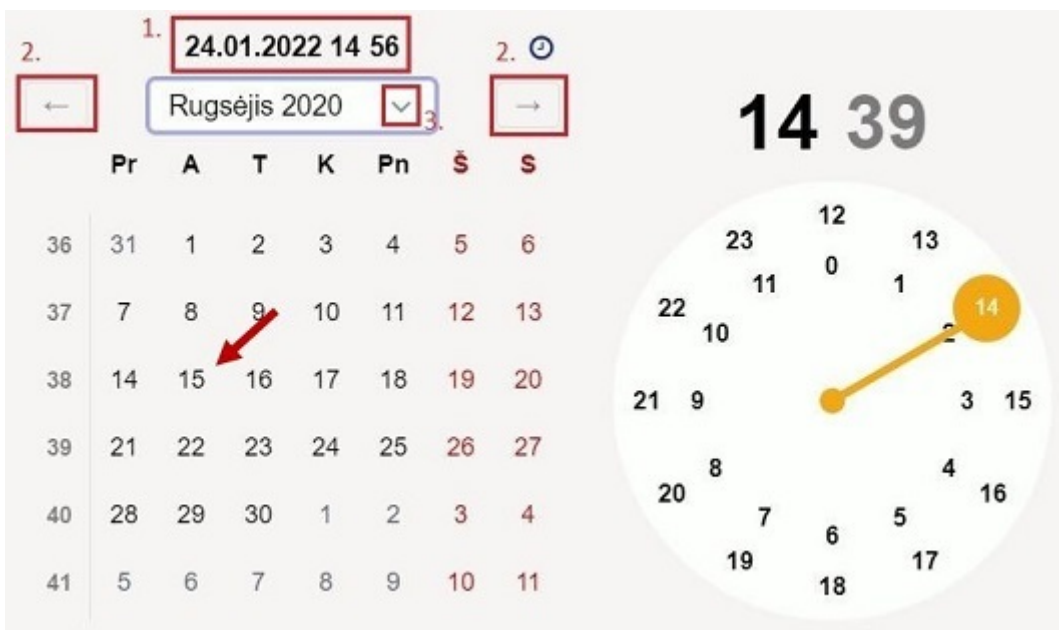 1. 24.01.2022 14 56
2. 2.
← Rugsėjis 2020 3. →
Pr A T K Pn Š S
36 31 1 2 3 4 5 6
37 7 8 9 10 11 12 13
38 14 15 16 17 18 19 20
39 21 22 23 24 25 26 27
40 28 29 30 1 2 3 4
41 5 6 7 8 9 10 11
14 39
12
23 13
0
11 1
22 14
10 2
21 9 3 15
8 4
20 16
7 5
6
19 17
18